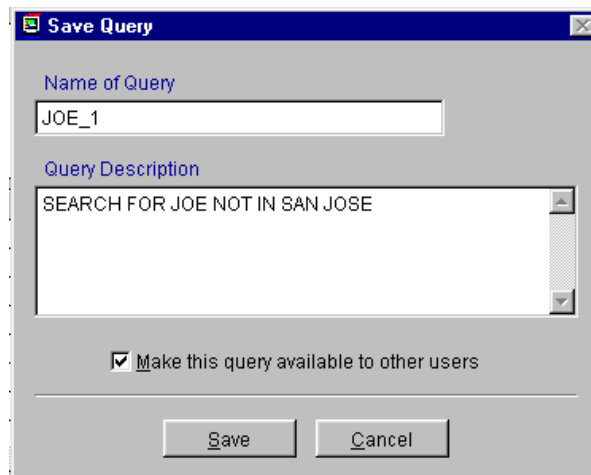 Save Query
Name of Query
JOE_1
Query Description
SEARCH FOR JOE NOT IN SAN JOSE
Make this query available to other users
Save Cancel